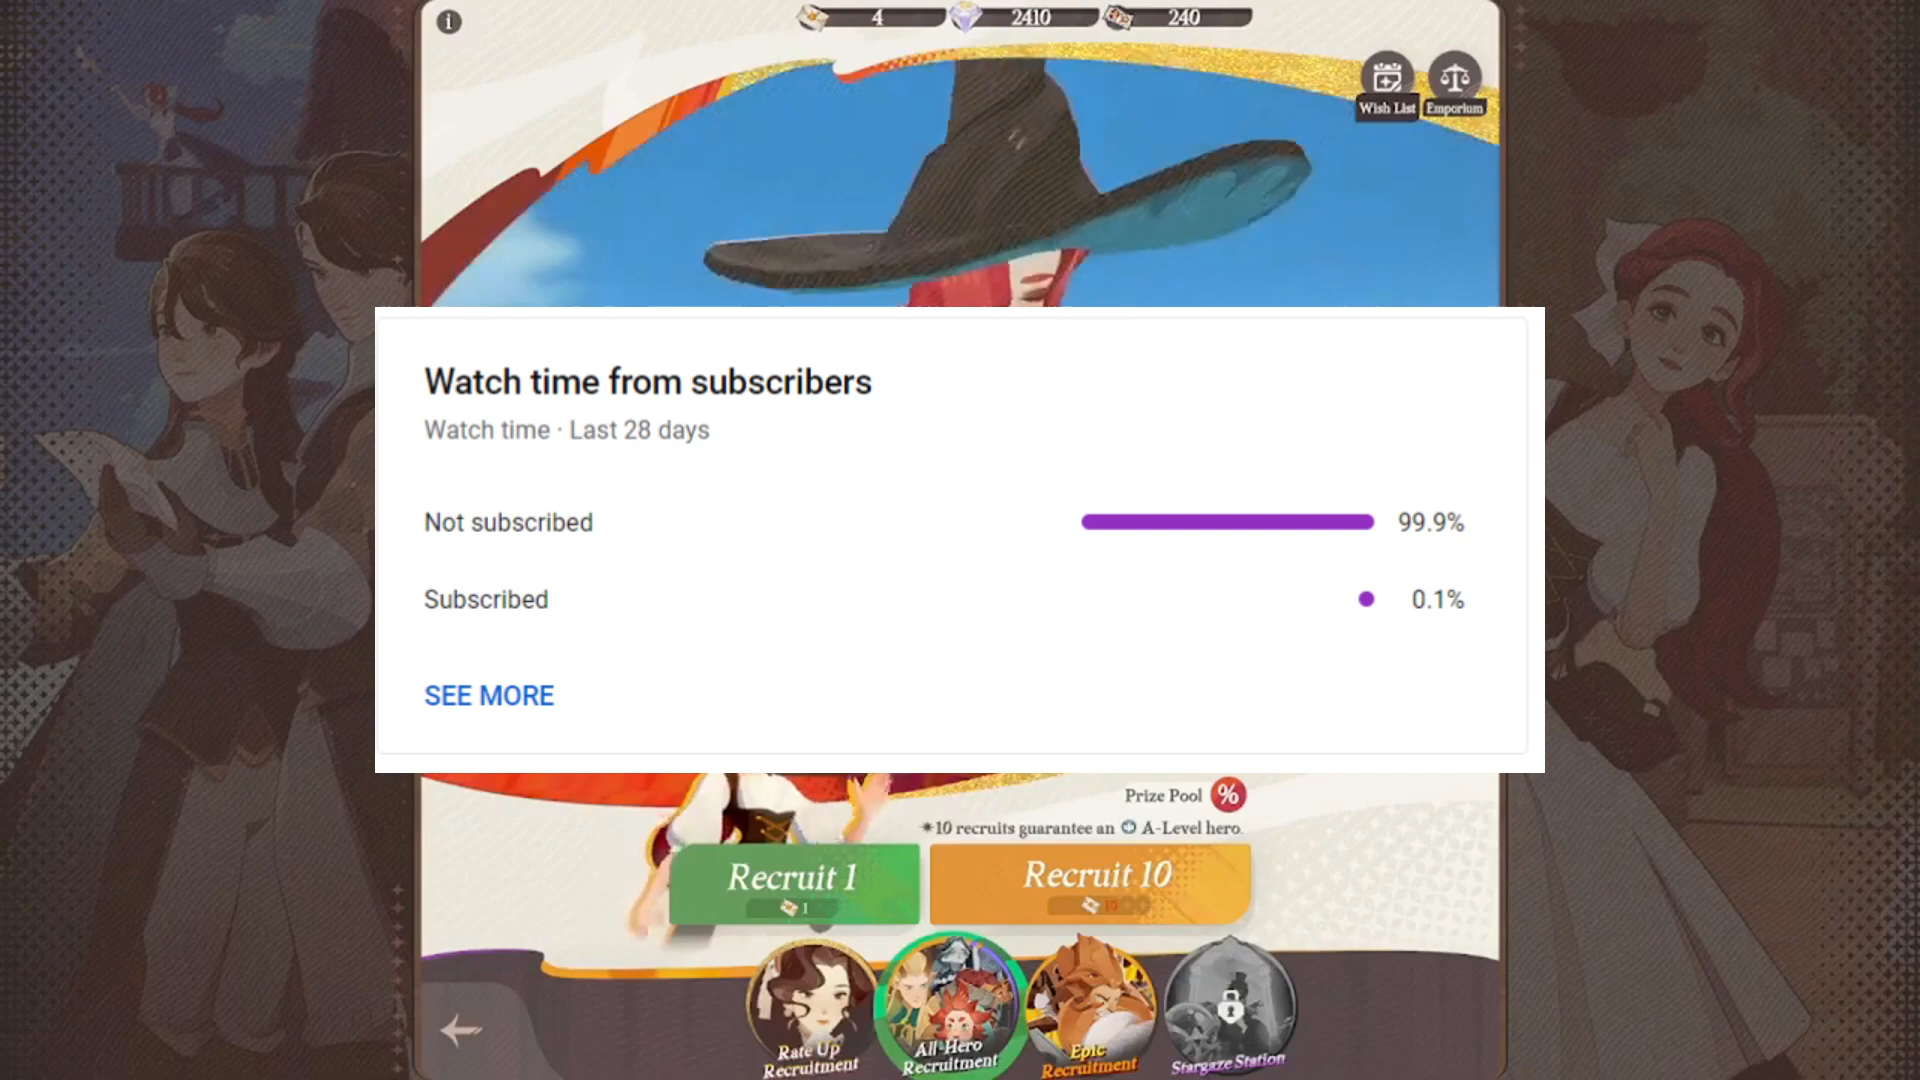 i
4
2410
240
Wish List
Emporium
Watch time from subscribers
Watch time · Last 28 days
Not subscribed
99.9%
Subscribed
0.1%
SEE MORE
Prize Pool %
10 recruits guarantee an A-Level hero.
Recruit 1
1
Recruit 10
10
Rate Up
Recruitment
All-Hero
Recruitment
Epic
Recruitment
Stargaze Station